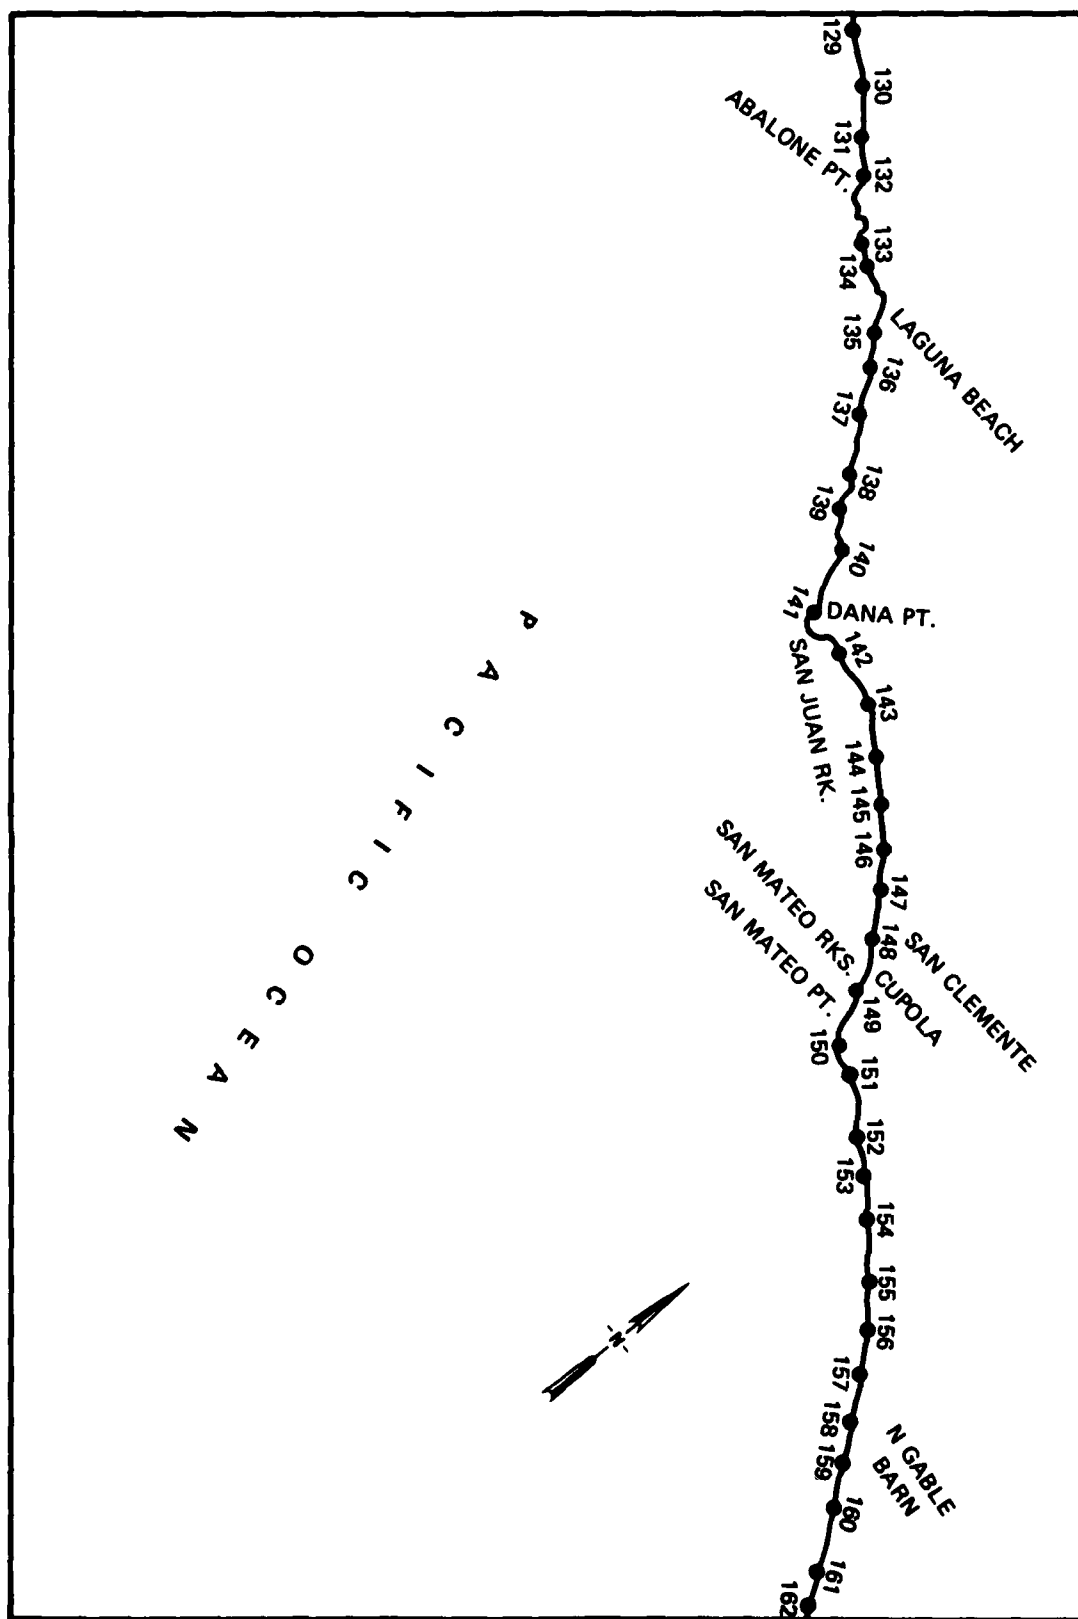 129
130
131
ABALONE PT.
132
133
134
LAGUNA BEACH
135
136
137
138
139
140
141
DANA PT.
142
SAN JUAN RK.
143
144
145
146
147
148
SAN CLEMENTE
SAN MATEO RKS.
CUPOLA
149
SAN MATEO PT.
150
151
152
153
154
155
156
157
158
159
N GABLE
BARN
160
161
162
PACIFIC OCEAN
N